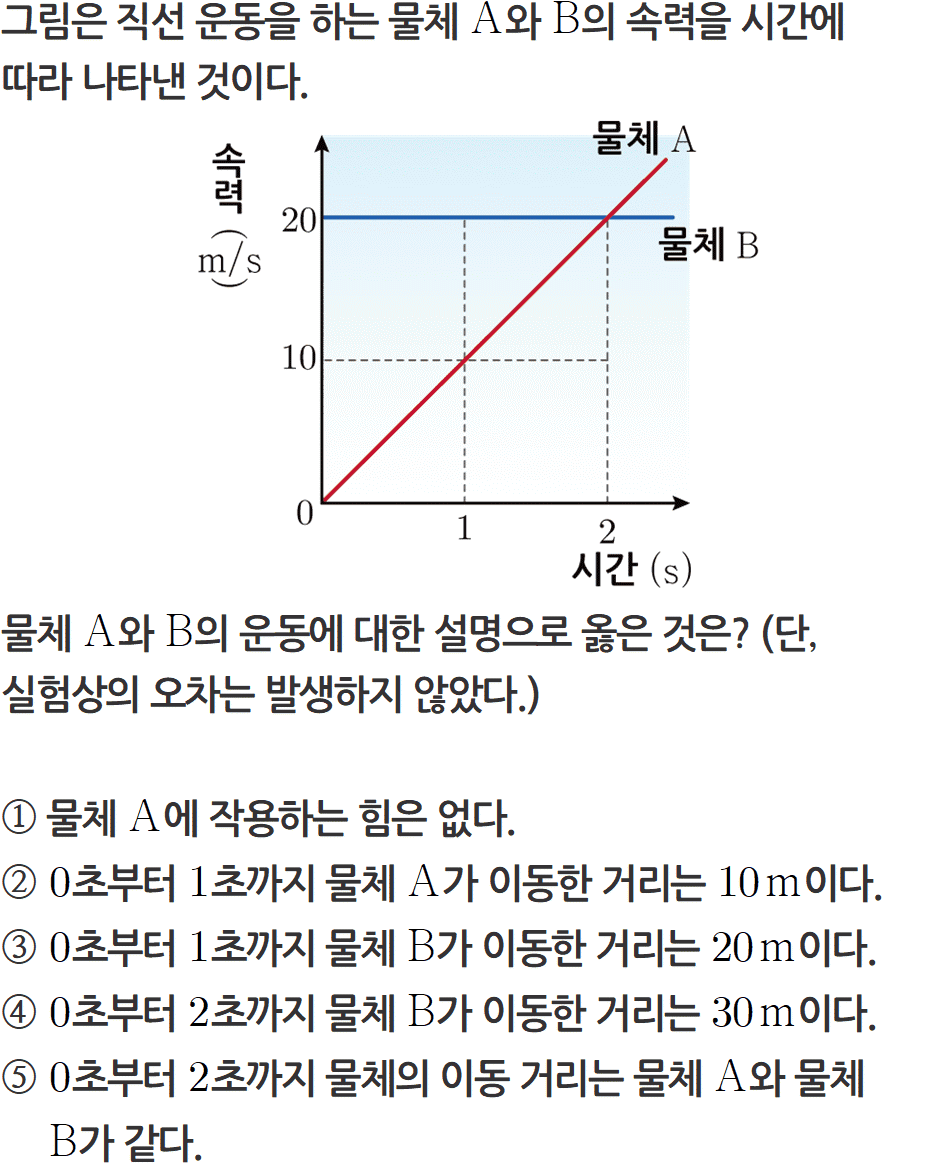 그림은 직선 운동을 하는 물체 A와 B의 속력을 시간에
따라 나타낸 것이다.
물체 A
속력 (m/s)
20
물체 B
10
0
1
2
시간 (s)
물체 A와 B의 운동에 대한 설명으로 옳은 것은? (단,
실험상의 오차는 발생하지 않았다.)
① 물체 A에 작용하는 힘은 없다.
② 0초부터 1초까지 물체 A가 이동한 거리는 10 m이다.
③ 0초부터 1초까지 물체 B가 이동한 거리는 20 m이다.
④ 0초부터 2초까지 물체 B가 이동한 거리는 30 m이다.
⑤ 0초부터 2초까지 물체의 이동 거리는 물체 A와 물체
B가 같다.